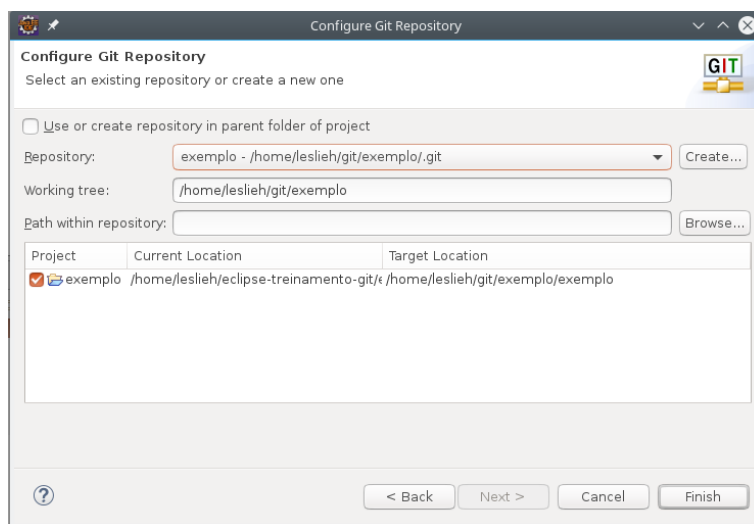 Configure Git Repository
Configure Git Repository
Select an existing repository or create a new one
GIT
Use or create repository in parent folder of project
Repository: exemplo - /home/leslieh/git/exemplo/.git Create...
Working tree: /home/leslieh/git/exemplo
Path within repository: Browse...
Project Current Location Target Location
exemplo /home/leslieh/eclipse-treinamento-git/ /home/leslieh/git/exemplo/exemplo
? < Back Next > Cancel Finish